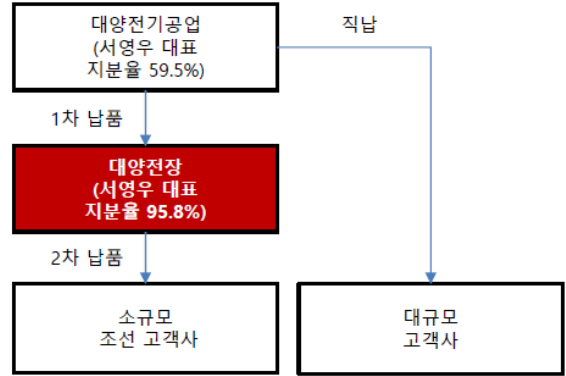 대양전기공업
(서영우 대표
지분율 59.5%)
직납
1차 납품
대양전장
(서영우 대표
지분율 95.8%)
2차 납품
소규모
조선 고객사
대규모
고객사